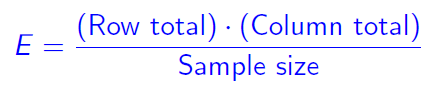 E = (Row total) · (Column total)
Sample size